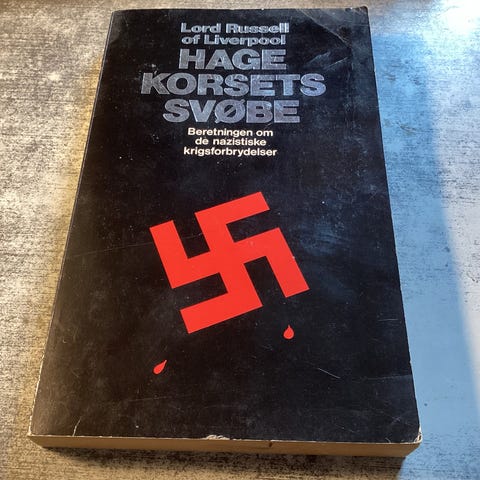 Lord Russell
of Liverpool
HAGE
KORSETS
SVØBE
Beretningen om
de nazistiske
krigsforbrydelser